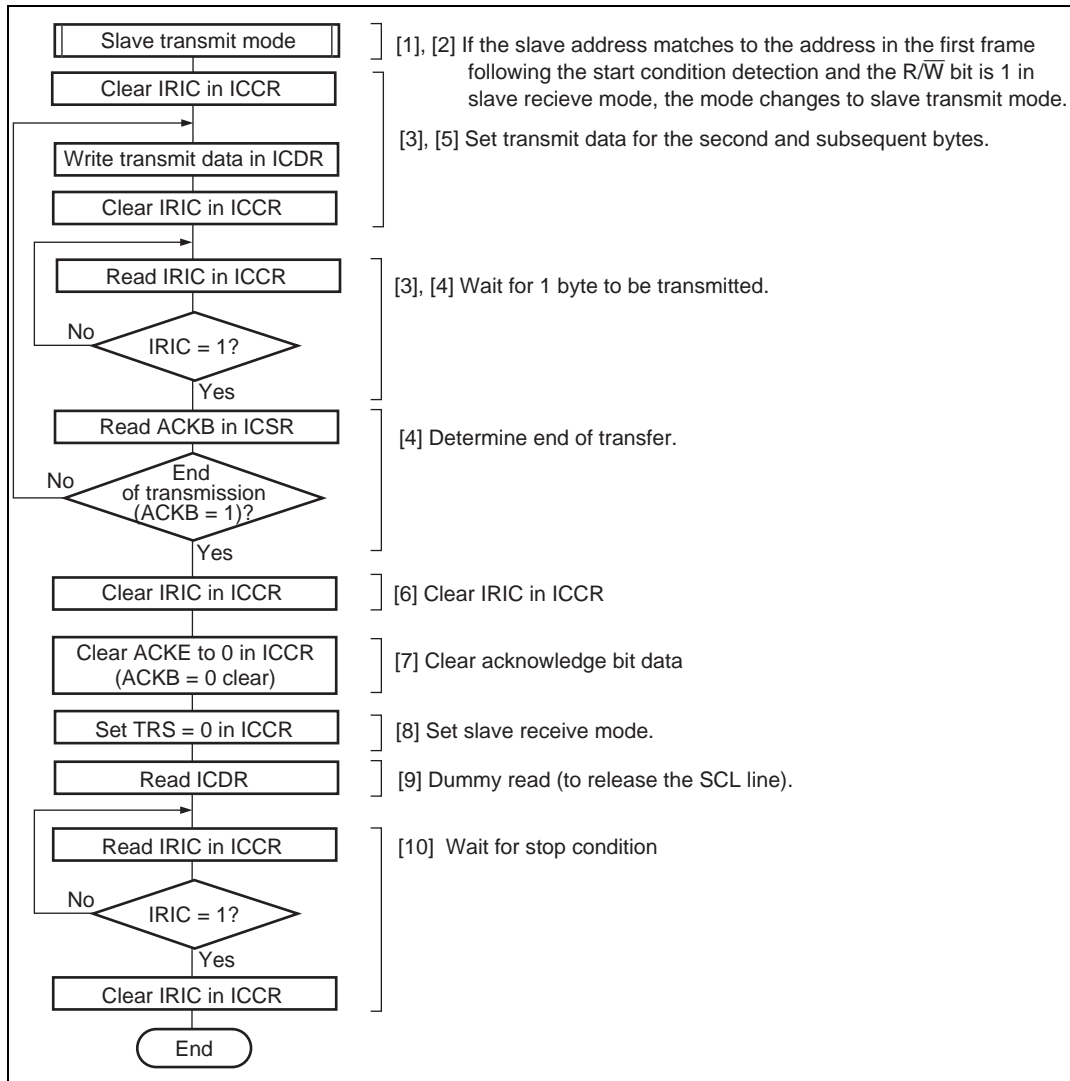 Slave transmit mode
[1], [2] If the slave address matches to the address in the first frame
following the start condition detection and the R/W̅ bit is 1 in
slave recieve mode, the mode changes to slave transmit mode.
Clear IRIC in ICCR
[3], [5] Set transmit data for the second and subsequent bytes.
Write transmit data in ICDR
Clear IRIC in ICCR
Read IRIC in ICCR
[3], [4] Wait for 1 byte to be transmitted.
No
IRIC = 1?
Yes
Read ACKB in ICSR
[4] Determine end of transfer.
No
End
of transmission
(ACKB = 1)?
Yes
Clear IRIC in ICCR
[6] Clear IRIC in ICCR
Clear ACKE to 0 in ICCR
(ACKB = 0 clear)
[7] Clear acknowledge bit data
Set TRS = 0 in ICCR
[8] Set slave receive mode.
Read ICDR
[9] Dummy read (to release the SCL line).
Read IRIC in ICCR
[10] Wait for stop condition
No
IRIC = 1?
Yes
Clear IRIC in ICCR
End